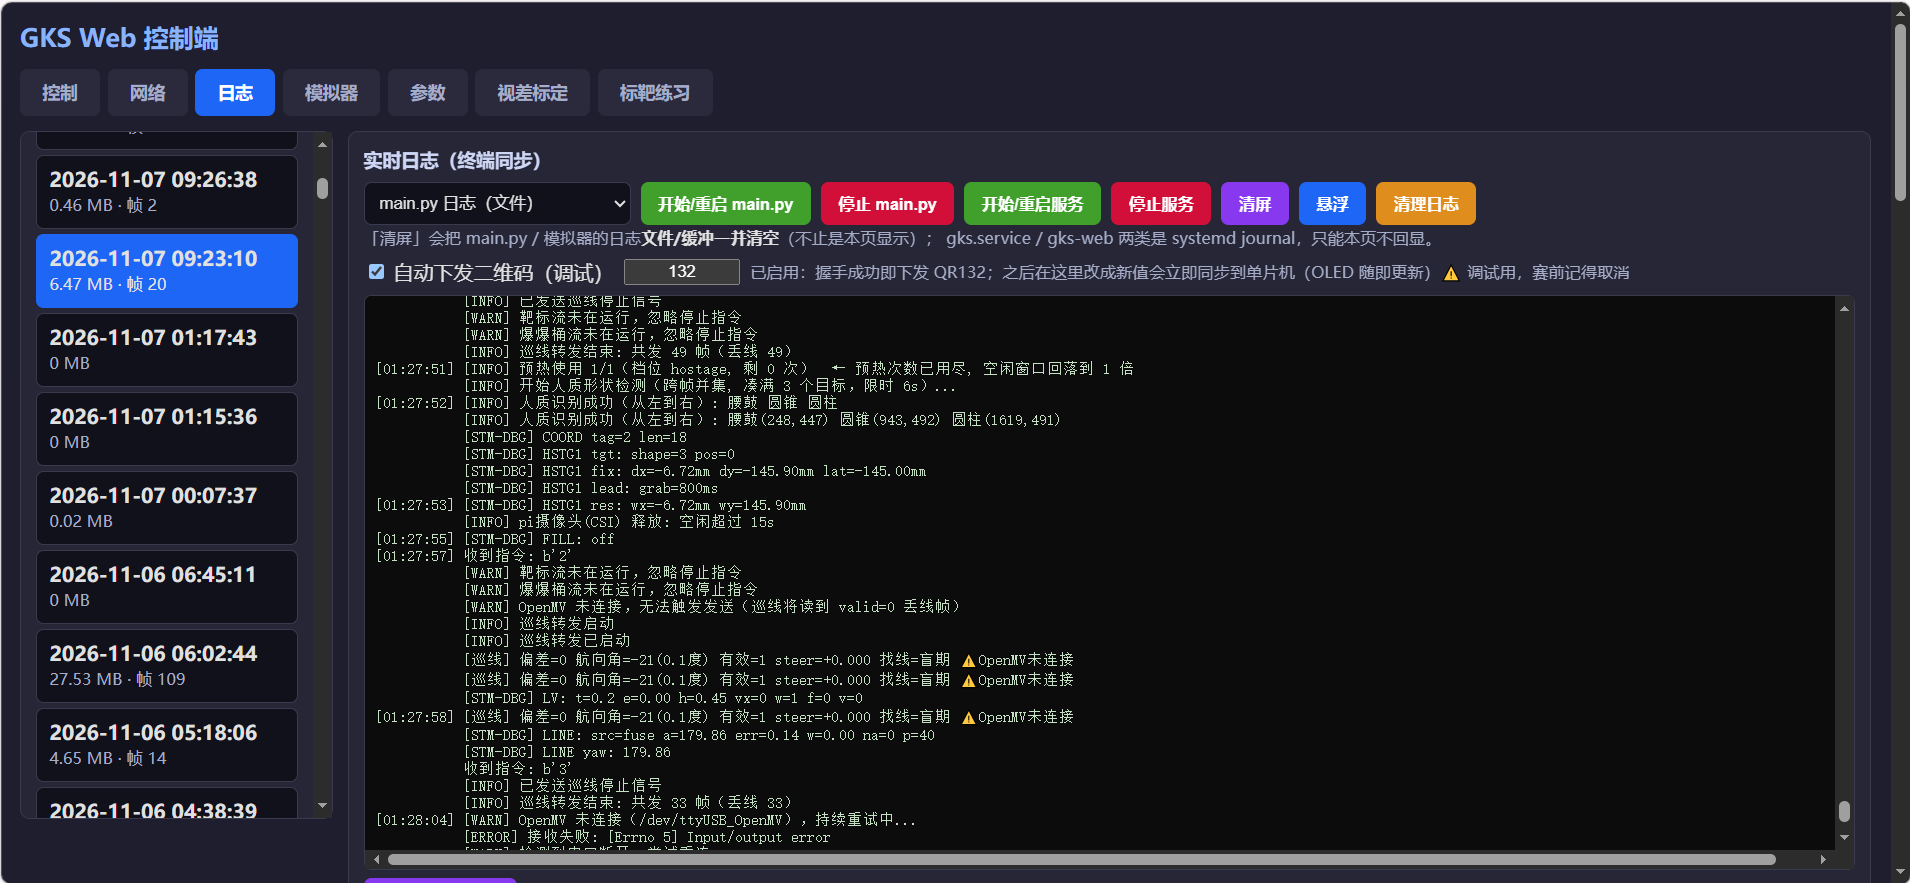 GKS Web 控制端
控制 网络 日志 模拟器 参数 视差标定 标靶练习
2026-11-07 09:26:38
0.46 MB · 帧 2
2026-11-07 09:23:10
6.47 MB · 帧 20
2026-11-07 01:17:43
0 MB
2026-11-07 01:15:36
0 MB
2026-11-07 00:07:37
0.02 MB
2026-11-06 06:45:11
0 MB
2026-11-06 06:02:44
27.53 MB · 帧 109
2026-11-06 05:18:06
4.65 MB · 帧 14
2026-11-06 04:38:39
实时日志（终端同步）
main.py 日志（文件） 开始/重启 main.py 停止 main.py 开始/重启服务 停止服务 清屏 悬浮 清理日志
「清屏」会把 main.py / 模拟器的日志文件/缓冲一并清空（不止是本页显示）； gks.service / gks-web 两类是 systemd journal，只能本页不回显。
自动下发二维码（调试） 132 已启用：握手成功即下发 QR132；之后在这里改成新值会立即同步到单片机（OLED 随即更新）⚠ 调试用，赛前记得取消
[INFO] 已发送巡线停止信号
[WARN] 靶标流未在运行，忽略停止指令
[WARN] 爆爆桶流未在运行，忽略停止指令
[INFO] 巡线转发结束: 共发 49 帧（丢线 49）
[01:27:51] [INFO] 预热使用 1/1（档位 hostage, 剩 0 次） ← 预热次数已用尽, 空闲窗口回落到 1 倍
[INFO] 开始人质形状检测（跨帧并集, 凑满 3 个目标，限时 6s）...
[01:27:52] [INFO] 人质识别成功（从左到右）: 腰鼓 圆锥 圆柱
[INFO] 人质识别成功（从左到右）: 腰鼓(248,447) 圆锥(943,492) 圆柱(1619,491)
[STM-DBG] COORD tag=2 len=18
[STM-DBG] HSTG1 tgt: shape=3 pos=0
[STM-DBG] HSTG1 fix: dx=-6.72mm dy=-145.90mm lat=-145.00mm
[STM-DBG] HSTG1 lead: grab=800ms
[01:27:53] [STM-DBG] HSTG1 res: wx=-6.72mm wy=145.90mm
[INFO] pi摄像头(CSI) 释放: 空闲超过 15s
[01:27:55] [STM-DBG] FILL: off
[01:27:57] 收到指令: b'2'
[WARN] 靶标流未在运行，忽略停止指令
[WARN] 爆爆桶流未在运行，忽略停止指令
[WARN] OpenMV 未连接，无法触发发送（巡线将读到 valid=0 丢线帧）
[INFO] 巡线转发启动
[INFO] 巡线转发已启动
[巡线] 偏差=0 航向角=-21(0.1度) 有效=1 steer=+0.000 找线=盲期 ⚠OpenMV未连接
[巡线] 偏差=0 航向角=-21(0.1度) 有效=1 steer=+0.000 找线=盲期 ⚠OpenMV未连接
[STM-DBG] LV: t=0.2 e=0.00 h=0.45 vx=0 w=1 f=0 v=0
[01:27:58] [巡线] 偏差=0 航向角=-21(0.1度) 有效=1 steer=+0.000 找线=盲期 ⚠OpenMV未连接
[STM-DBG] LINE: src=fuse a=179.86 err=0.14 w=0.00 na=0 p=40
[STM-DBG] LINE yaw: 179.86
收到指令: b'3'
[INFO] 已发送巡线停止信号
[INFO] 巡线转发结束: 共发 33 帧（丢线 33）
[01:28:04] [WARN] OpenMV 未连接（/dev/ttyUSB_OpenMV），持续重试中...
[ERROR] 接收失败: [Errno 5] Input/output error